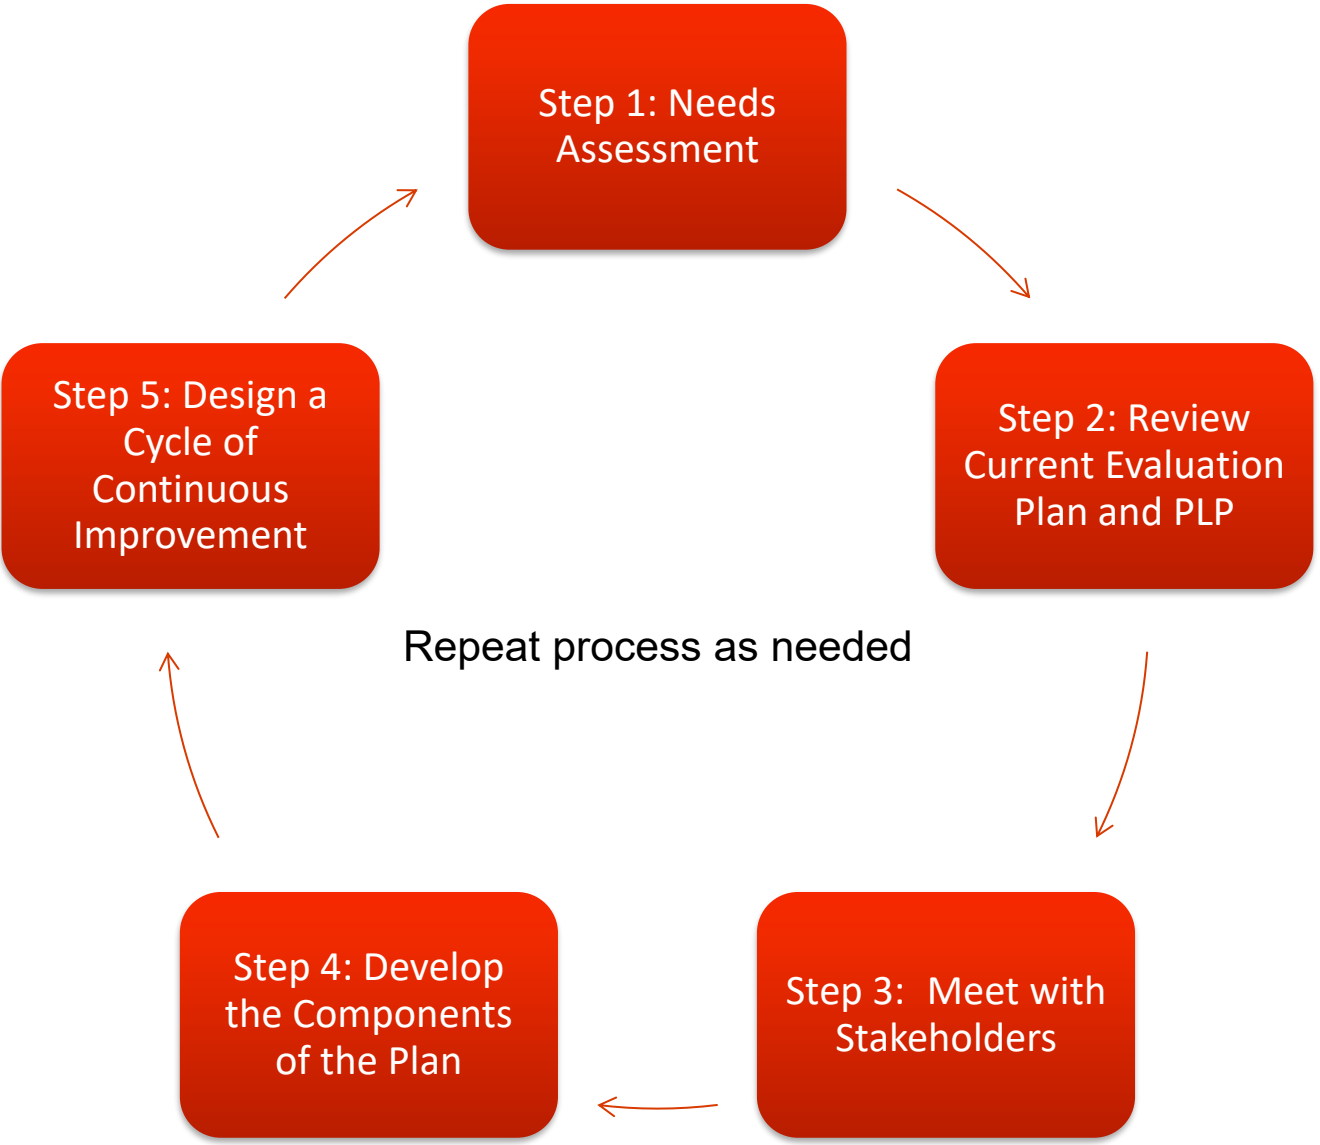 Step 1: Needs
Assessment
Step 2: Review
Current Evaluation
Plan and PLP
Step 3:  Meet with
Stakeholders
Step 4: Develop
the Components
of the Plan
Step 5: Design a
Cycle of
Continuous
Improvement
Repeat process as needed